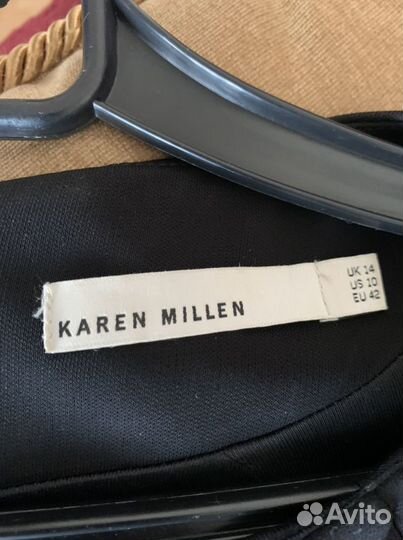 KAREN MILLEN
UK 14
US 10
EU 42
Avito